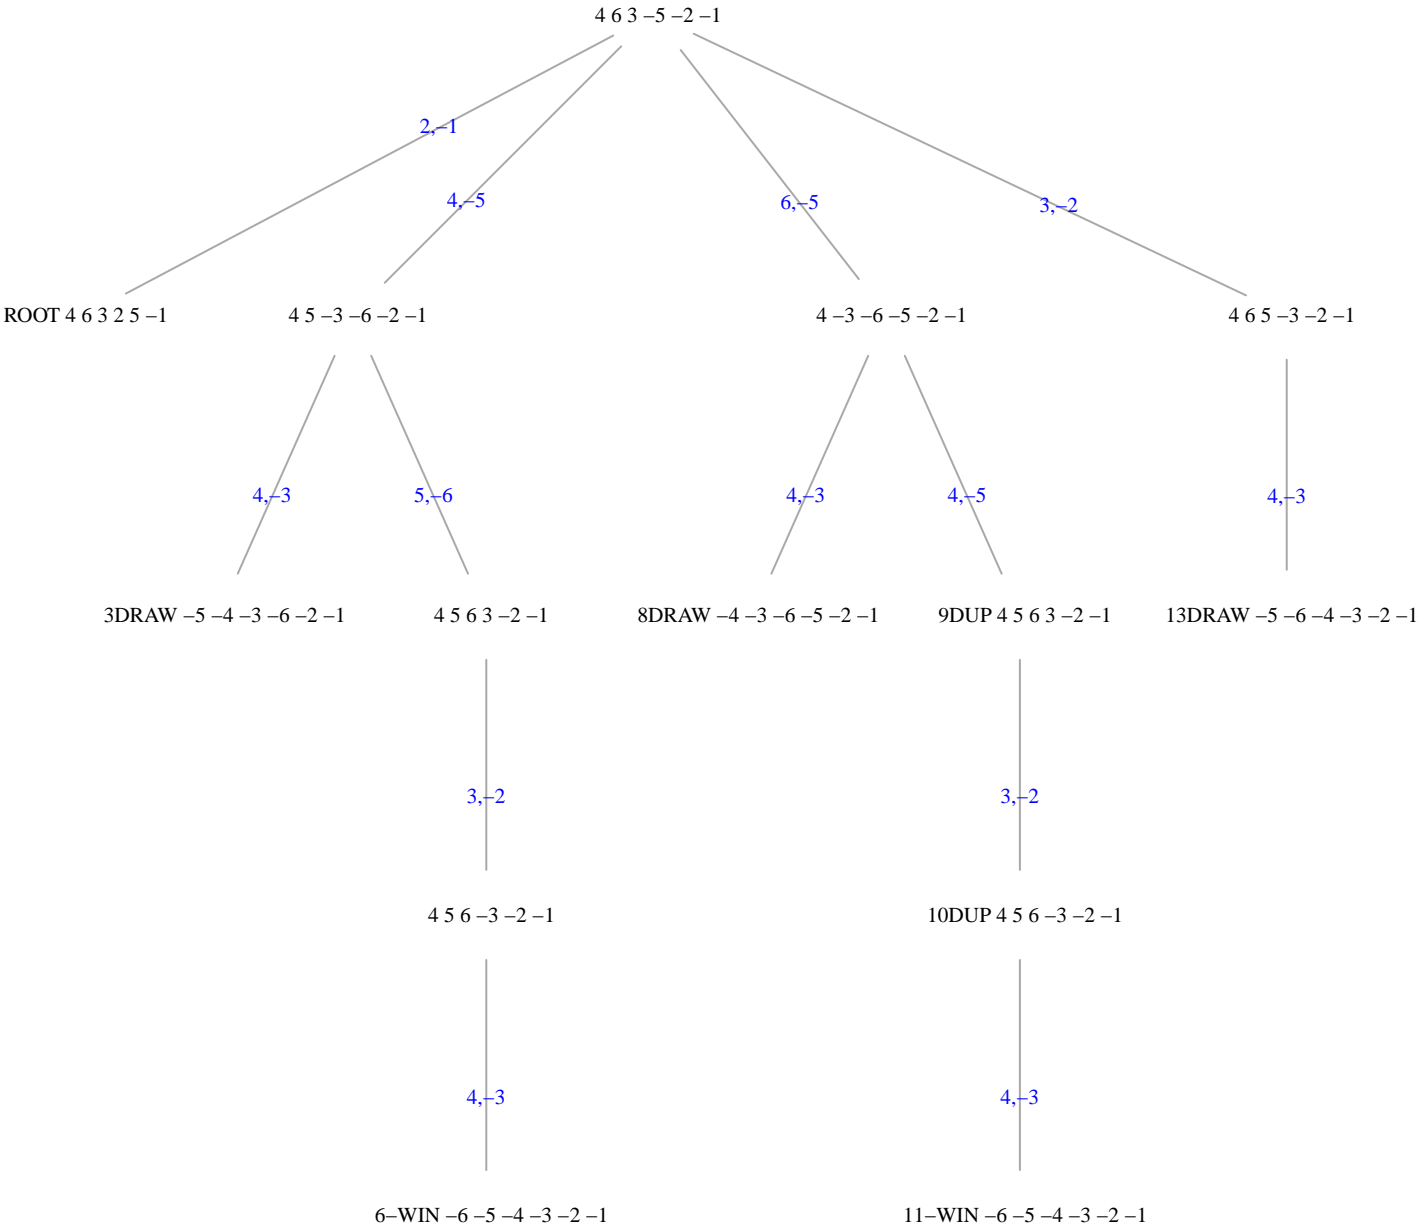 4 6 3 –5 –2 –1
2,–1
4,–5
6,–5
3,–2
ROOT 4 6 3 2 5 –1
4 5 –3 –6 –2 –1
4 –3 –6 –5 –2 –1
4 6 5 –3 –2 –1
4,–3
5,–6
4,–3
4,–5
4,–3
3DRAW –5 –4 –3 –6 –2 –1
4 5 6 3 –2 –1
8DRAW –4 –3 –6 –5 –2 –1
9DUP 4 5 6 3 –2 –1
13DRAW –5 –6 –4 –3 –2 –1
3,–2
3,–2
4 5 6 –3 –2 –1
10DUP 4 5 6 –3 –2 –1
4,–3
4,–3
6–WIN –6 –5 –4 –3 –2 –1
11–WIN –6 –5 –4 –3 –2 –1